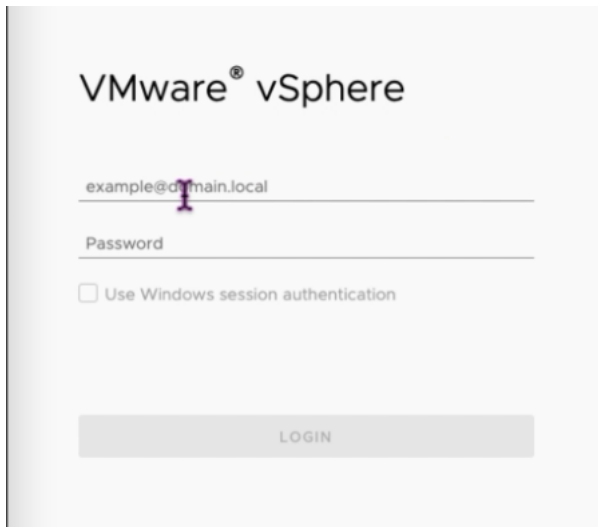 VMware® vSphere
example@domain.local
Password
Use Windows session authentication
LOGIN